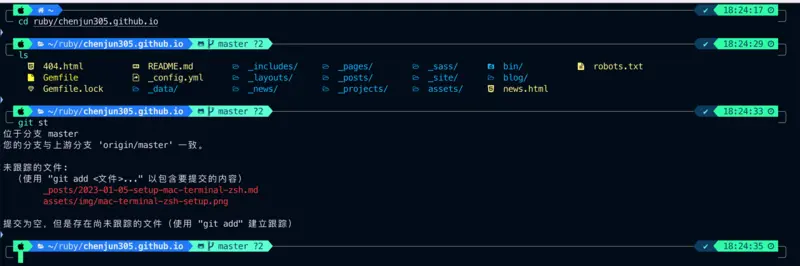 ~ 18:24:17
cd ruby/chenjun305.github.io
~/ruby/chenjun305.github.io master ?2 18:24:29
ls
404.html README.md _includes/ _pages/ _sass/ bin/ robots.txt
Gemfile _config.yml _layouts/ _posts/ _site/ blog/
Gemfile.lock _data/ _news/ _projects/ assets/ news.html
~/ruby/chenjun305.github.io master ?2 18:24:33
git st
位于分支 master
您的分支与上游分支 'origin/master' 一致。
未跟踪的文件:
（使用 "git add <文件>..." 以包含要提交的内容）
_posts/2023-01-05-setup-mac-terminal-zsh.md
assets/img/mac-terminal-zsh-setup.png
提交为空，但是存在尚未跟踪的文件（使用 "git add" 建立跟踪）
~/ruby/chenjun305.github.io master ?2 18:24:35